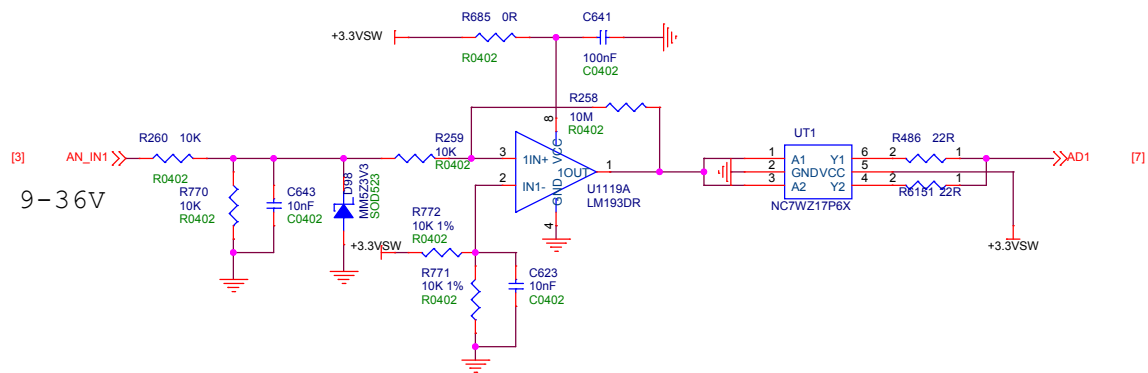 R685 0R
C641
+3.3VSW
R0402
100nF
C0402
R258
10M
R0402
8
VCC
R260 10K
R259
10K
R0402
UT1
R486 22R
[3]
AN_IN1
3
1IN+
1OUT
1
1
A1
Y1
6
2
1
AD1
[7]
2
GND
VCC
5
R0402
R770
10K
R0402
C643
10nF
C0402
D98
MM5Z3V3
SOD523
2
IN1-
GND
4
U1119A
LM193DR
3
A2
Y2
4
2
1
R6151 22R
NC7WZ17P6X
9-36V
R772
10K 1%
R0402
+3.3VSW
+3.3VSW
R771
10K 1%
R0402
C623
10nF
C0402